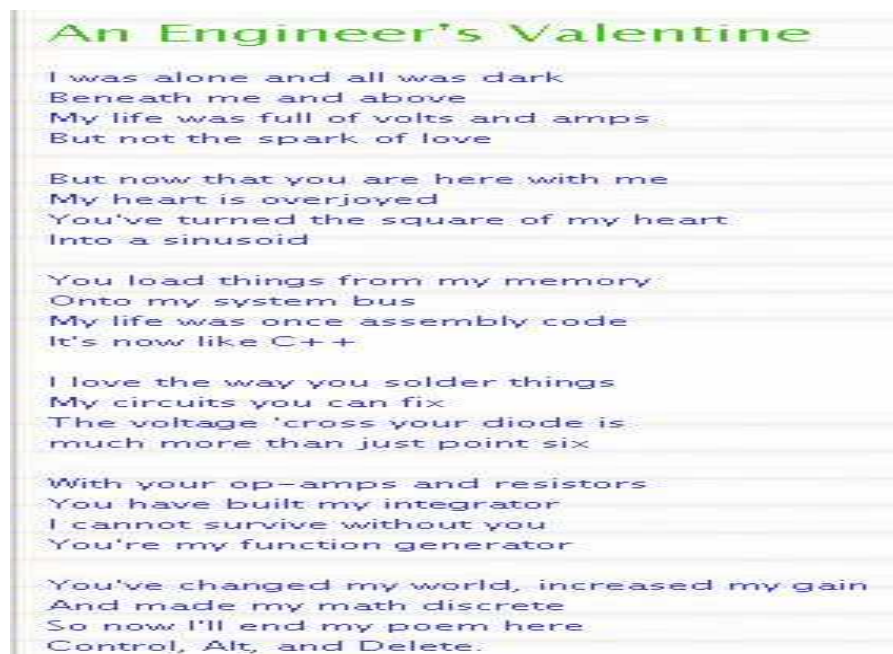 An Engineer's Valentine
I was alone and all was dark
Beneath me and above
My life was full of volts and amps
But not the spark of love
But now that you are here with me
My heart is overjoyed
You've turned the square of my heart
Into a sinusoid
You load things from my memory
Onto my system bus
My life was once assembly code
It's now like C++
I love the way you solder things
My circuits you can fix
The voltage 'cross your diode is
much more than just point six
With your op-amps and resistors
You have built my integrator
I cannot survive without you
You're my function generator
You've changed my world, increased my gain
And made my math discrete
So now I'll end my poem here
Control, Alt, and Delete.